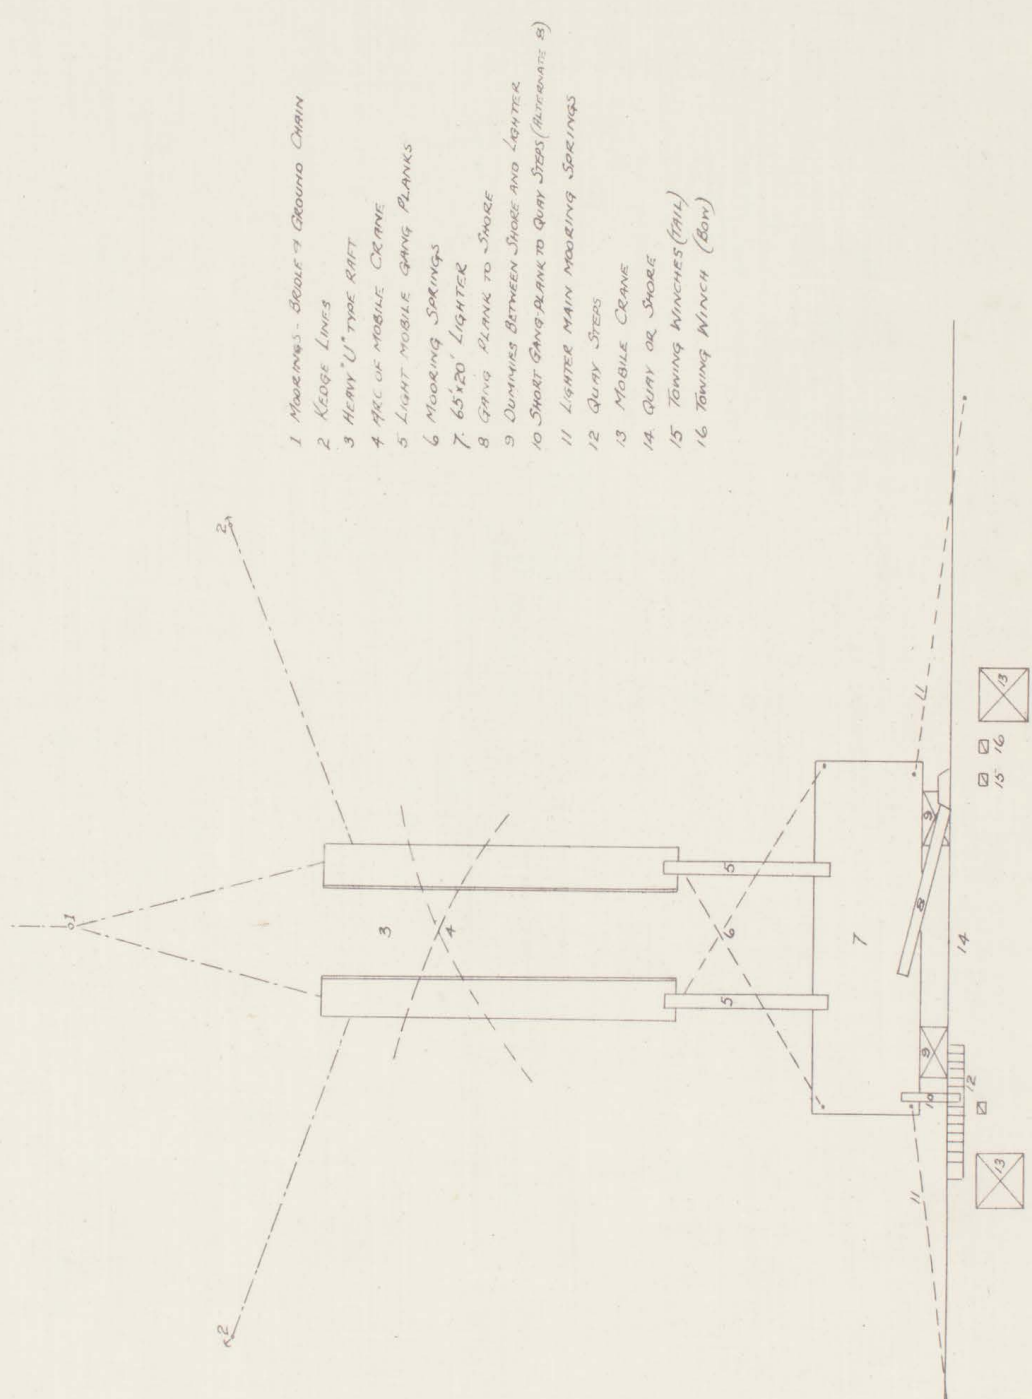 1 MOORINGS - BRIDLE & GROUND CHAIN
2 KEDGE LINES
3 HEAVY "U" TYPE RAFT
4 ARC OF MOBILE CRANE
5 LIGHT MOBILE GANG PLANKS
6 MOORING SPRINGS
7. 65'x20' LIGHTER
8 GANG PLANK TO SHORE
9 DUMMIES BETWEEN SHORE AND LIGHTER
10 SHORT GANG-PLANK TO QUAY STEPS (ALTERNATE 8)
11 LIGHTER MAIN MOORING SPRINGS
12 QUAY STEPS
13 MOBILE CRANE
14. QUAY OR SHORE
15 TOWING WINCHES (TAIL)
16 TOWING WINCH (BOW)
1
2
2
3
4
5
5
6
7
8
9
9
10
11
11
12
13
13
14
15
16